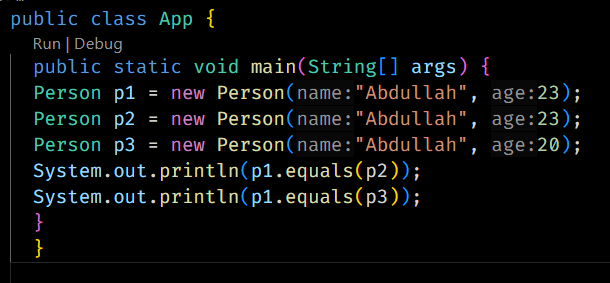 public class App {
Run | Debug
public static void main(String[] args) {
Person p1 = new Person(name:"Abdullah", age:23);
Person p2 = new Person(name:"Abdullah", age:23);
Person p3 = new Person(name:"Abdullah", age:20);
System.out.println(p1.equals(p2));
System.out.println(p1.equals(p3));
}
}